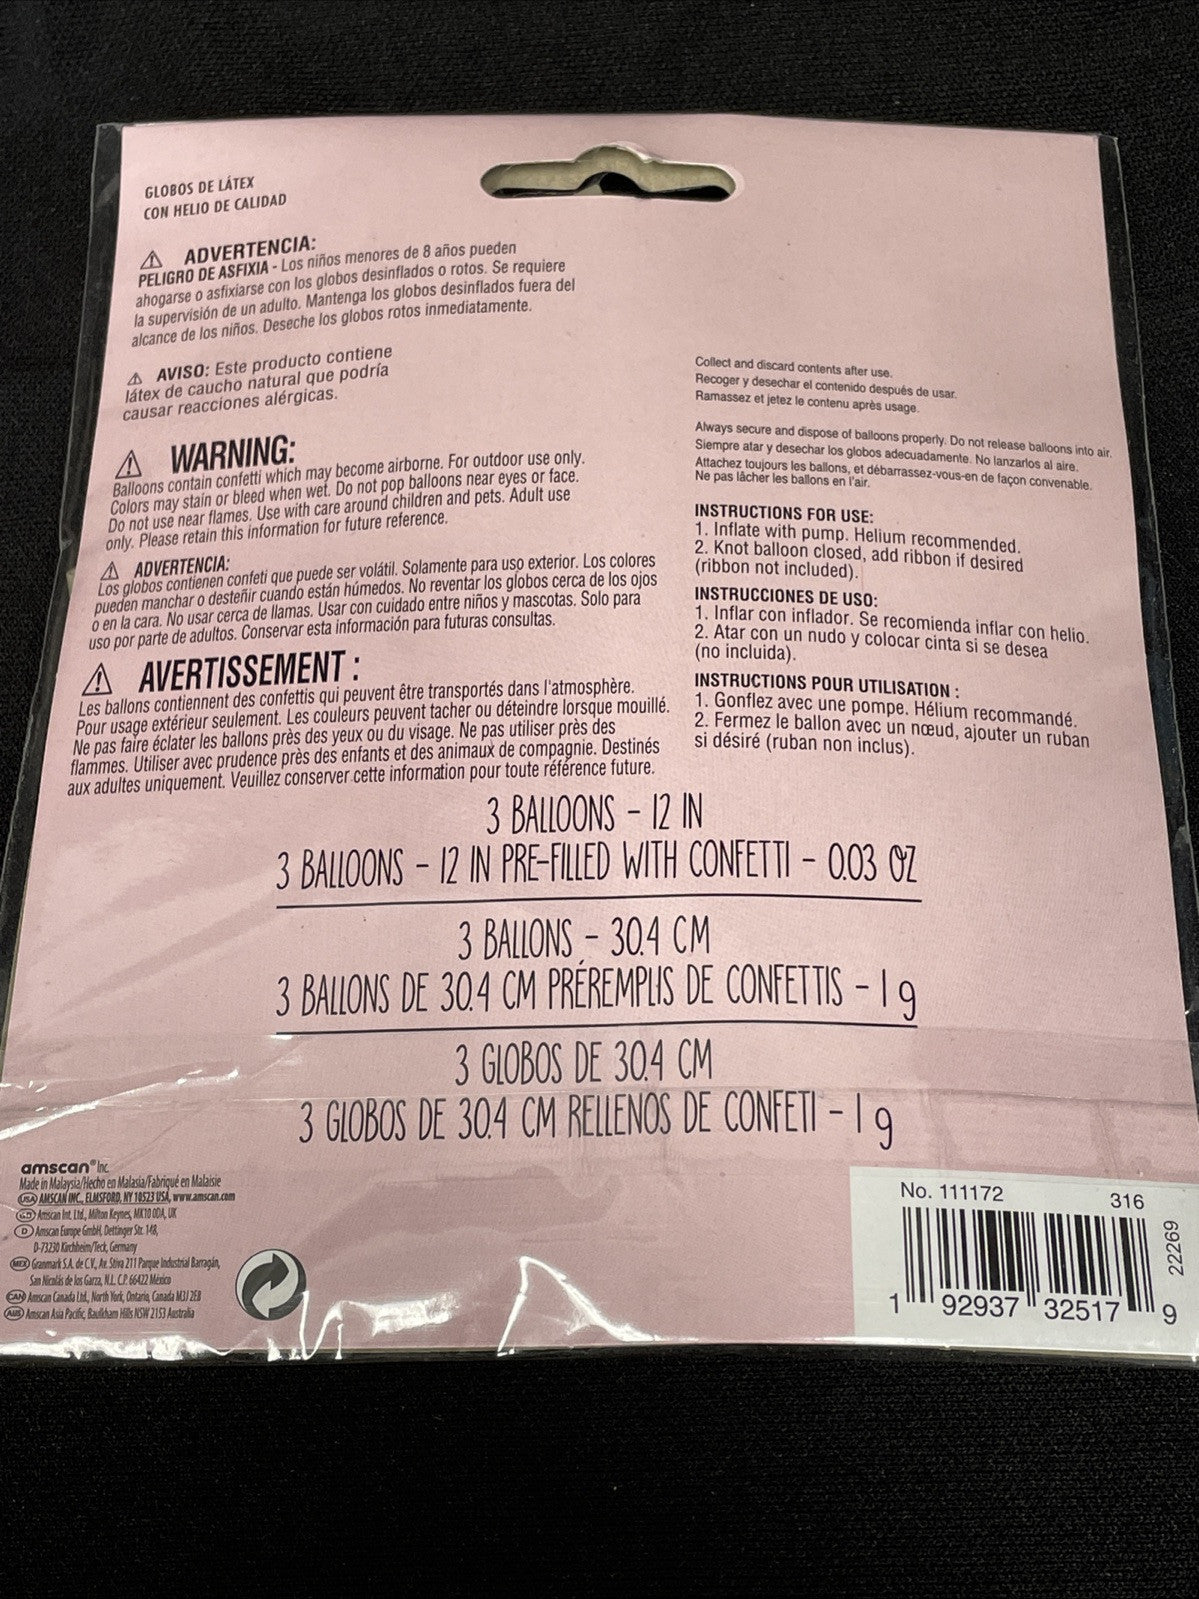 GLOBOS DE LÁTEX
CON HELIO DE CALIDAD
⚠ ADVERTENCIA:
PELIGRO DE ASFIXIA - Los niños menores de 8 años pueden
ahogarse o asfixiarse con los globos desinflados o rotos. Se requiere
la supervisión de un adulto. Mantenga los globos desinflados fuera del
alcance de los niños. Deseche los globos rotos inmediatamente.
⚠ AVISO: Este producto contiene
látex de caucho natural que podría
causar reacciones alérgicas.
⚠ WARNING:
Balloons contain confetti which may become airborne. For outdoor use only.
Colors may stain or bleed when wet. Do not pop balloons near eyes or face.
Do not use near flames. Use with care around children and pets. Adult use
only. Please retain this information for future reference.
⚠ ADVERTENCIA:
Los globos contienen confeti que puede ser volátil. Solamente para uso exterior. Los colores
pueden manchar o desteñir cuando están húmedos. No reventar los globos cerca de los ojos
o en la cara. No usar cerca de llamas. Usar con cuidado entre niños y mascotas. Solo para
uso por parte de adultos. Conservar esta información para futuras consultas.
⚠ AVERTISSEMENT :
Les ballons contiennent des confettis qui peuvent être transportés dans l'atmosphère.
Pour usage extérieur seulement. Les couleurs peuvent tacher ou déteindre lorsque mouillé.
Ne pas faire éclater les ballons près des yeux ou du visage. Ne pas utiliser près des
flammes. Utiliser avec prudence près des enfants et des animaux de compagnie. Destinés
aux adultes uniquement. Veuillez conserver cette information pour toute référence future.
Collect and discard contents after use.
Recoger y desechar el contenido después de usar.
Ramassez et jetez le contenu après usage.
Always secure and dispose of balloons properly. Do not release balloons into air.
Siempre atar y desechar los globos adecuadamente. No lanzarlos al aire.
Attachez toujours les ballons, et débarrassez-vous-en de façon convenable.
Ne pas lâcher les ballons en l'air.
INSTRUCTIONS FOR USE:
1. Inflate with pump. Helium recommended.
2. Knot balloon closed, add ribbon if desired
(ribbon not included).
INSTRUCCIONES DE USO:
1. Inflar con inflador. Se recomienda inflar con helio.
2. Atar con un nudo y colocar cinta si se desea
(no incluida).
INSTRUCTIONS POUR UTILISATION :
1. Gonflez avec une pompe. Hélium recommandé.
2. Fermez le ballon avec un nœud, ajouter un ruban
si désiré (ruban non inclus).
3 BALLOONS - 12 IN
3 BALLOONS - 12 IN PRE-FILLED WITH CONFETTI - 0.03 OZ
3 BALLONS - 30.4 CM
3 BALLONS DE 30.4 CM PRÉREMPLIS DE CONFETTIS - 1 g
3 GLOBOS DE 30.4 CM
3 GLOBOS DE 30.4 CM RELLENOS DE CONFETI - 1 g
amscan® Inc.
Made in Malaysia/Hecho en Malasia/Fabriqué en Malaisie
USA AMSCAN INC., ELMSFORD, NY 10523 USA, www.amscan.com
GB Amscan Int. Ltd., Milton Keynes, MK10 0DA, UK
D Amscan Europe GmbH, Dettinger Str. 148,
D-73230 Kirchheim/Teck, Germany
MEX Granmark S.A. de C.V., Av. Stiva 211 Parque Industrial Barragán,
San Nicolás de los Garza, N.L. C.P. 66422 México
CAN Amscan Canada Ltd., North York, Ontario, Canada M3J 2E8
AUS Amscan Asia Pacific, Baulkham Hills NSW 2153 Australia
No. 111172 316
22269
1 92937 32517 9